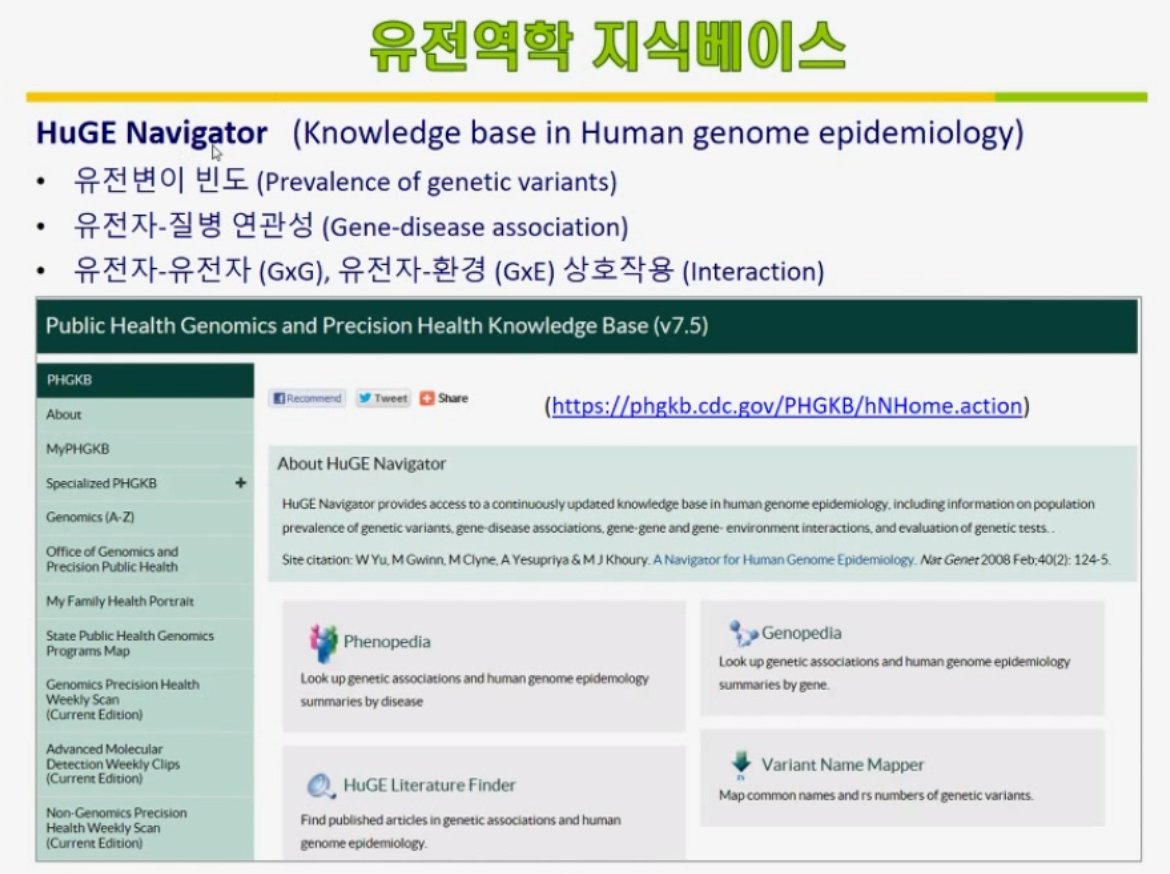 유전역학 지식베이스
HuGE Navigator (Knowledge base in Human genome epidemiology)
• 유전변이 빈도 (Prevalence of genetic variants)
• 유전자-질병 연관성 (Gene-disease association)
• 유전자-유전자 (GxG), 유전자-환경 (GxE) 상호작용 (Interaction)
Public Health Genomics and Precision Health Knowledge Base (v7.5)
PHGKB
About
MyPHGKB
Specialized PHGKB +
Genomics (A-Z)
Office of Genomics and
Precision Public Health
My Family Health Portrait
State Public Health Genomics
Programs Map
Genomics Precision Health
Weekly Scan
(Current Edition)
Advanced Molecular
Detection Weekly Clips
(Current Edition)
Non-Genomics Precision
Health Weekly Scan
(Current Edition)
Recommend Tweet Share
(https://phgkb.cdc.gov/PHGKB/hNHome.action)
About HuGE Navigator
HuGE Navigator provides access to a continuously updated knowledge base in human genome epidemiology, including information on population
prevalence of genetic variants, gene-disease associations, gene-gene and gene- environment interactions, and evaluation of genetic tests. .
Site citation: W Yu, M Gwinn, M Clyne, A Yesupriya & M J Khoury. A Navigator for Human Genome Epidemiology. Nat Genet 2008 Feb;40(2): 124-5.
Phenopedia
Look up genetic associations and human genome epidemology
summaries by disease
Genopedia
Look up genetic associations and human genome epidemiology
summaries by gene.
HuGE Literature Finder
Find published articles in genetic associations and human
genome epidemiology.
Variant Name Mapper
Map common names and rs numbers of genetic variants.